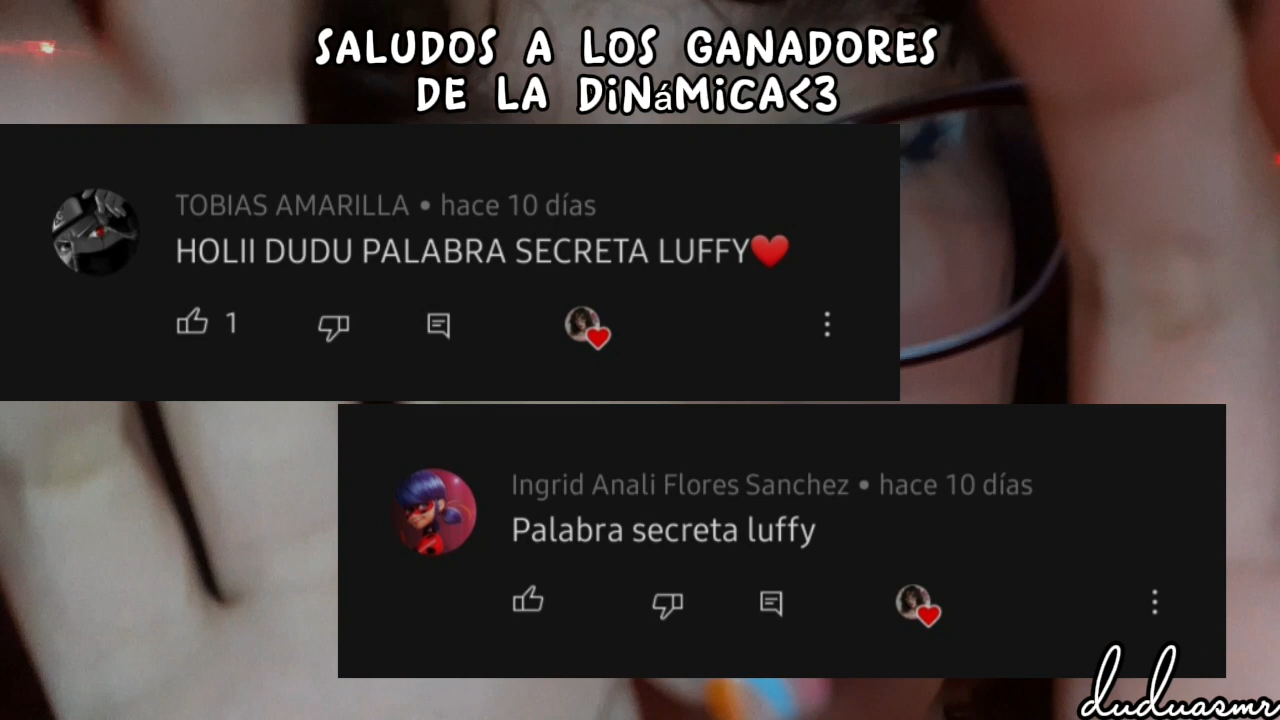 SALUDOS A LOS GANADORES
DE LA DiNáMiCA<3
TOBIAS AMARILLA • hace 10 días
HOLII DUDU PALABRA SECRETA LUFFY❤️
1
Ingrid Anali Flores Sanchez • hace 10 días
Palabra secreta luffy
duduasmr